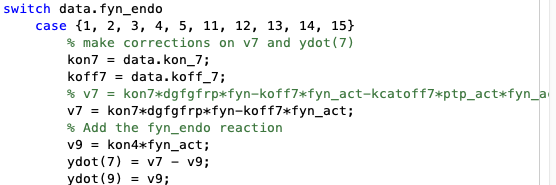 switch data.fyn_endo
case {1, 2, 3, 4, 5, 11, 12, 13, 14, 15}
% make corrections on v7 and ydot(7)
kon7 = data.kon_7;
koff7 = data.koff_7;
% v7 = kon7*dgfgfrp*fyn-koff7*fyn_act-kcatoff7*ptp_act*fyn_a
v7 = kon7*dgfgfrp*fyn-koff7*fyn_act;
% Add the fyn_endo reaction
v9 = kon4*fyn_act;
ydot(7) = v7 - v9;
ydot(9) = v9;